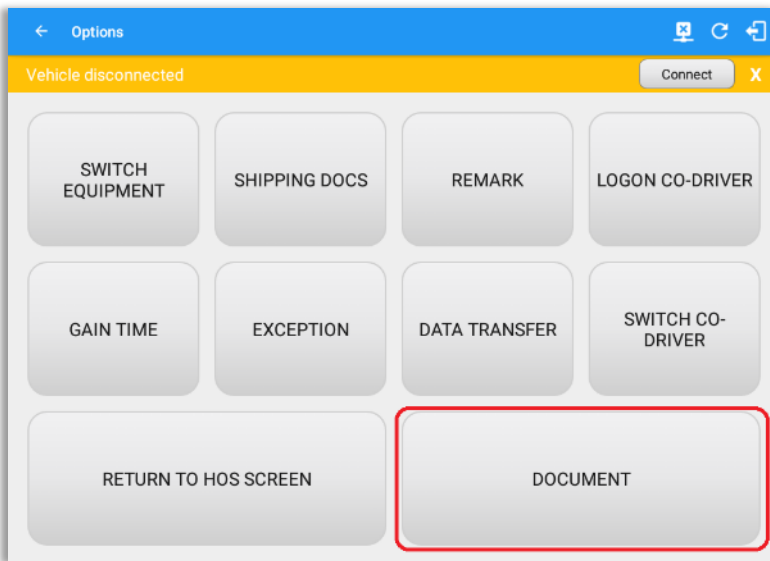 Options
Vehicle disconnected
Connect
X
SWITCH
EQUIPMENT
SHIPPING DOCS
REMARK
LOGON CO-DRIVER
GAIN TIME
EXCEPTION
DATA TRANSFER
SWITCH CO-
DRIVER
RETURN TO HOS SCREEN
DOCUMENT